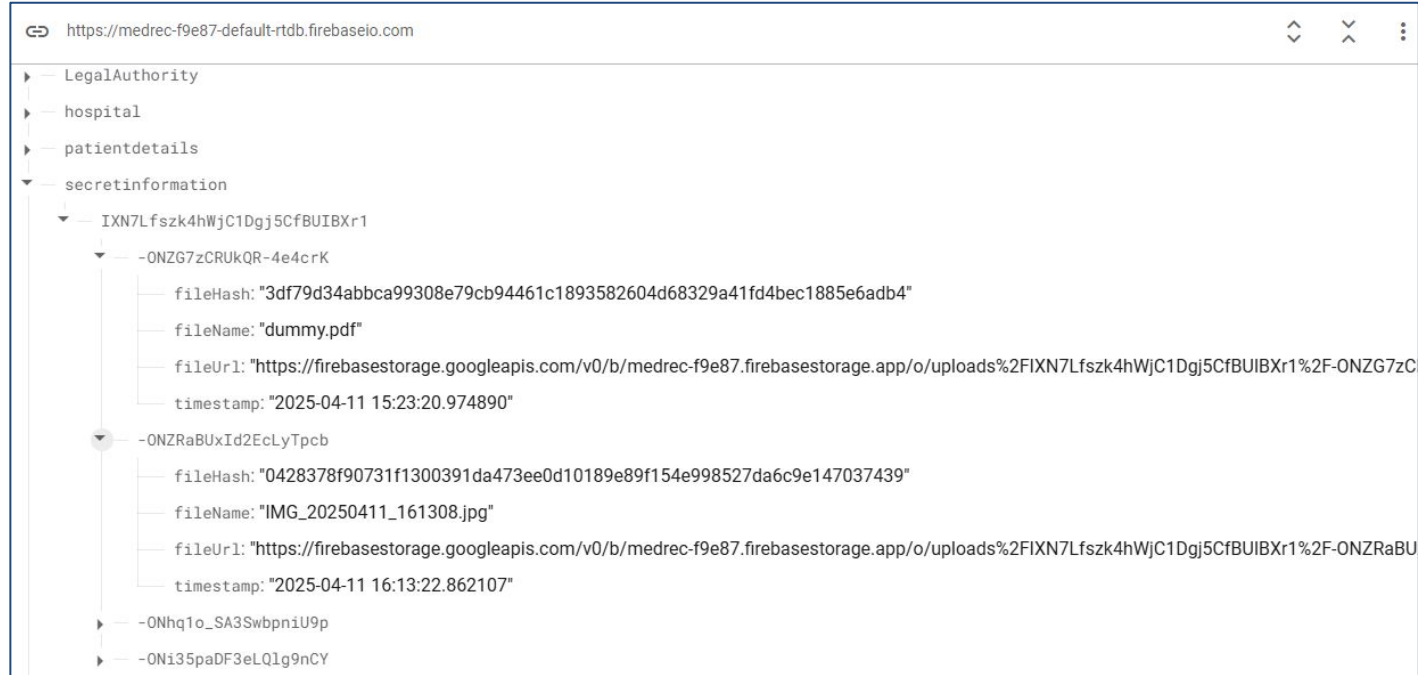 https://medrec-f9e87-default-rtdb.firebaseio.com
LegalAuthority
hospital
patientdetails
secretinformation
IXN7Lfszk4hWjC1Dgj5CfBUIBXr1
-ONZG7zCRUkQR-4e4crK
fileHash: "3df79d34abbca99308e79cb94461c1893582604d68329a41fd4bec1885e6adb4"
fileName: "dummy.pdf"
fileUrl: "https://firebasestorage.googleapis.com/v0/b/medrec-f9e87.firebasestorage.app/o/uploads%2FIXN7Lfszk4hWjC1Dgj5CfBUIBXr1%2F-ONZG7zC
timestamp: "2025-04-11 15:23:20.974890"
-ONZRaBUxId2EcLyTpcb
fileHash: "0428378f90731f1300391da473ee0d10189e89f154e998527da6c9e147037439"
fileName: "IMG_20250411_161308.jpg"
fileUrl: "https://firebasestorage.googleapis.com/v0/b/medrec-f9e87.firebasestorage.app/o/uploads%2FIXN7Lfszk4hWjC1Dgj5CfBUIBXr1%2F-ONZRaBU
timestamp: "2025-04-11 16:13:22.862107"
-ONhq1o_SA3SwbpniU9p
-ONi35paDF3eLQlg9nCY